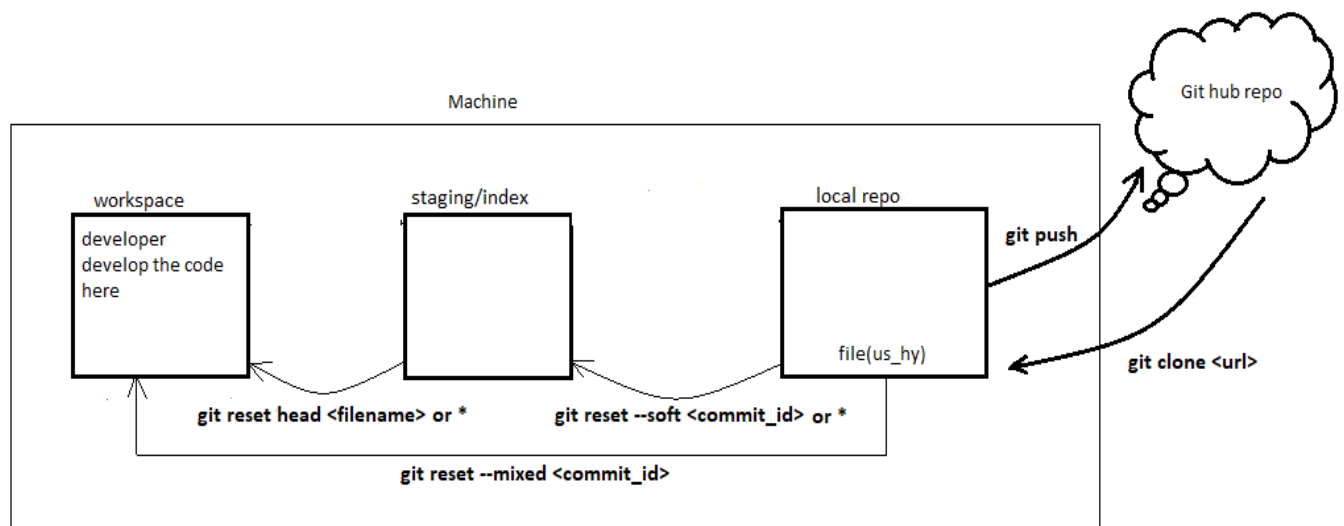 Machine
Git hub repo
workspace
staging/index
local repo
developer
develop the code
here
git push
file(us_hy)
git clone <url>
git reset head <filename> or *
git reset --soft <commit_id> or *
git reset --mixed <commit_id>